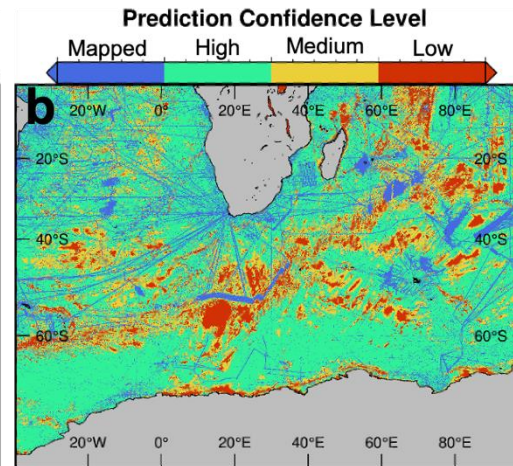 Prediction Confidence Level
Mapped High Medium Low
b
20°W 0° 20°E 40°E 60°E 80°E
20°S 20°S
40°S 40°S
60°S 60°S
20°W 0° 20°E 40°E 60°E 80°E